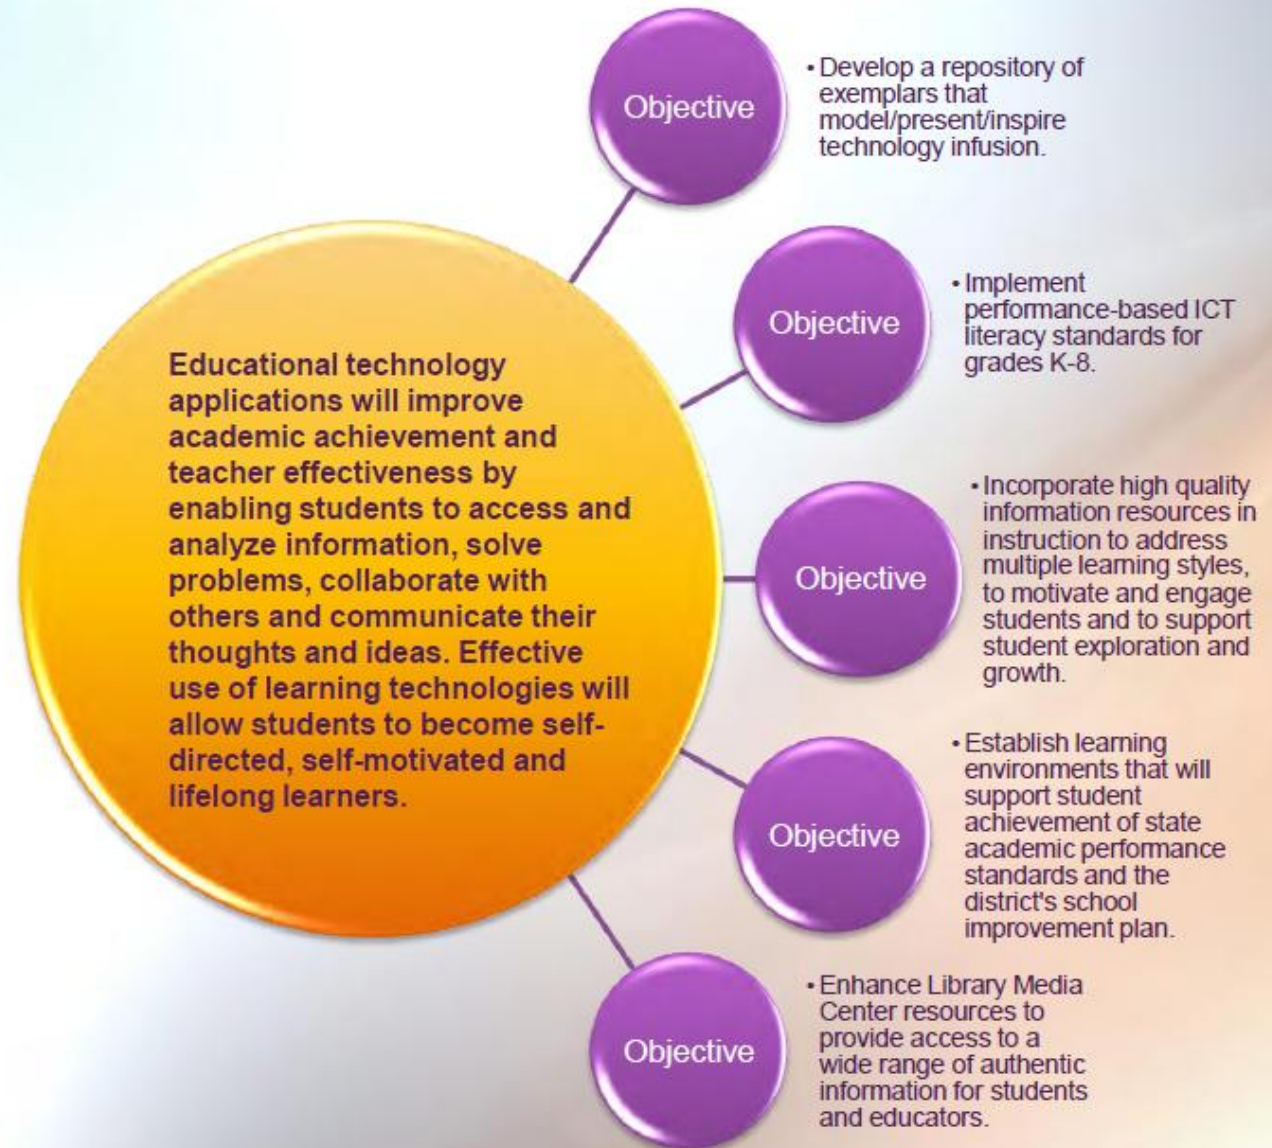 Objective
• Develop a repository of
exemplars that
model/present/inspire
technology infusion.
Objective
• Implement
performance-based ICT
literacy standards for
grades K-8.
Educational technology
applications will improve
academic achievement and
teacher effectiveness by
enabling students to access and
analyze information, solve
problems, collaborate with
others and communicate their
thoughts and ideas. Effective
use of learning technologies will
allow students to become self-
directed, self-motivated and
lifelong learners.
Objective
• Incorporate high quality
information resources in
instruction to address
multiple learning styles,
to motivate and engage
students and to support
student exploration and
growth.
Objective
• Establish learning
environments that will
support student
achievement of state
academic performance
standards and the
district's school
improvement plan.
Objective
• Enhance Library Media
Center resources to
provide access to a
wide range of authentic
information for students
and educators.